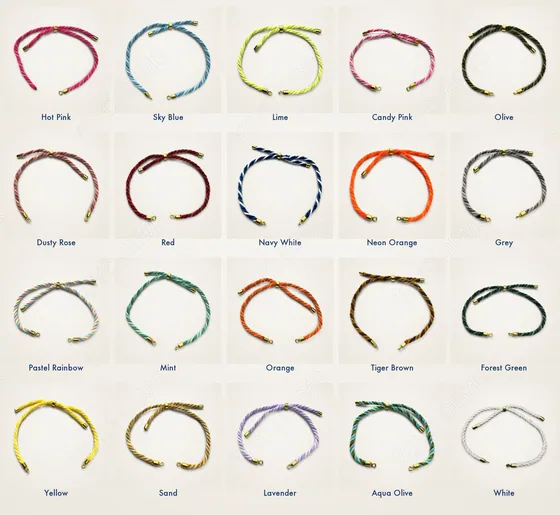 Hot Pink
Sky Blue
Lime
Candy Pink
Olive
Dusty Rose
Red
Navy White
Neon Orange
Grey
Pastel Rainbow
Mint
Orange
Tiger Brown
Forest Green
Yellow
Sand
Lavender
Aqua Olive
White